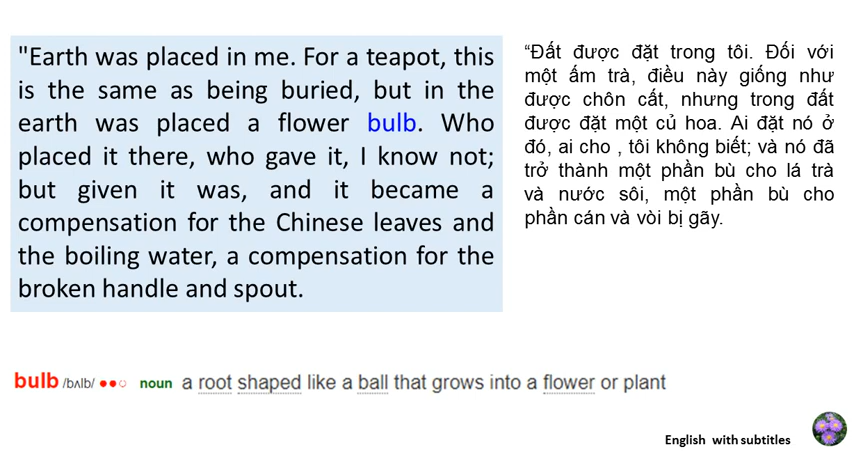 "Earth was placed in me. For a teapot, this
is the same as being buried, but in the
earth was placed a flower bulb. Who
placed it there, who gave it, I know not;
but given it was, and it became a
compensation for the Chinese leaves and
the boiling water, a compensation for the
broken handle and spout.
“Đất được đặt trong tôi. Đối với
một ấm trà, điều này giống như
được chôn cất, nhưng trong đất
được đặt một củ hoa. Ai đặt nó ở
đó, ai cho , tôi không biết; và nó đã
trở thành một phần bù cho lá trà
và nước sôi, một phần bù cho
phần cán và vòi bị gãy.
bulb /bʌlb/ ●●○ noun a root shaped like a ball that grows into a flower or plant
English with subtitles